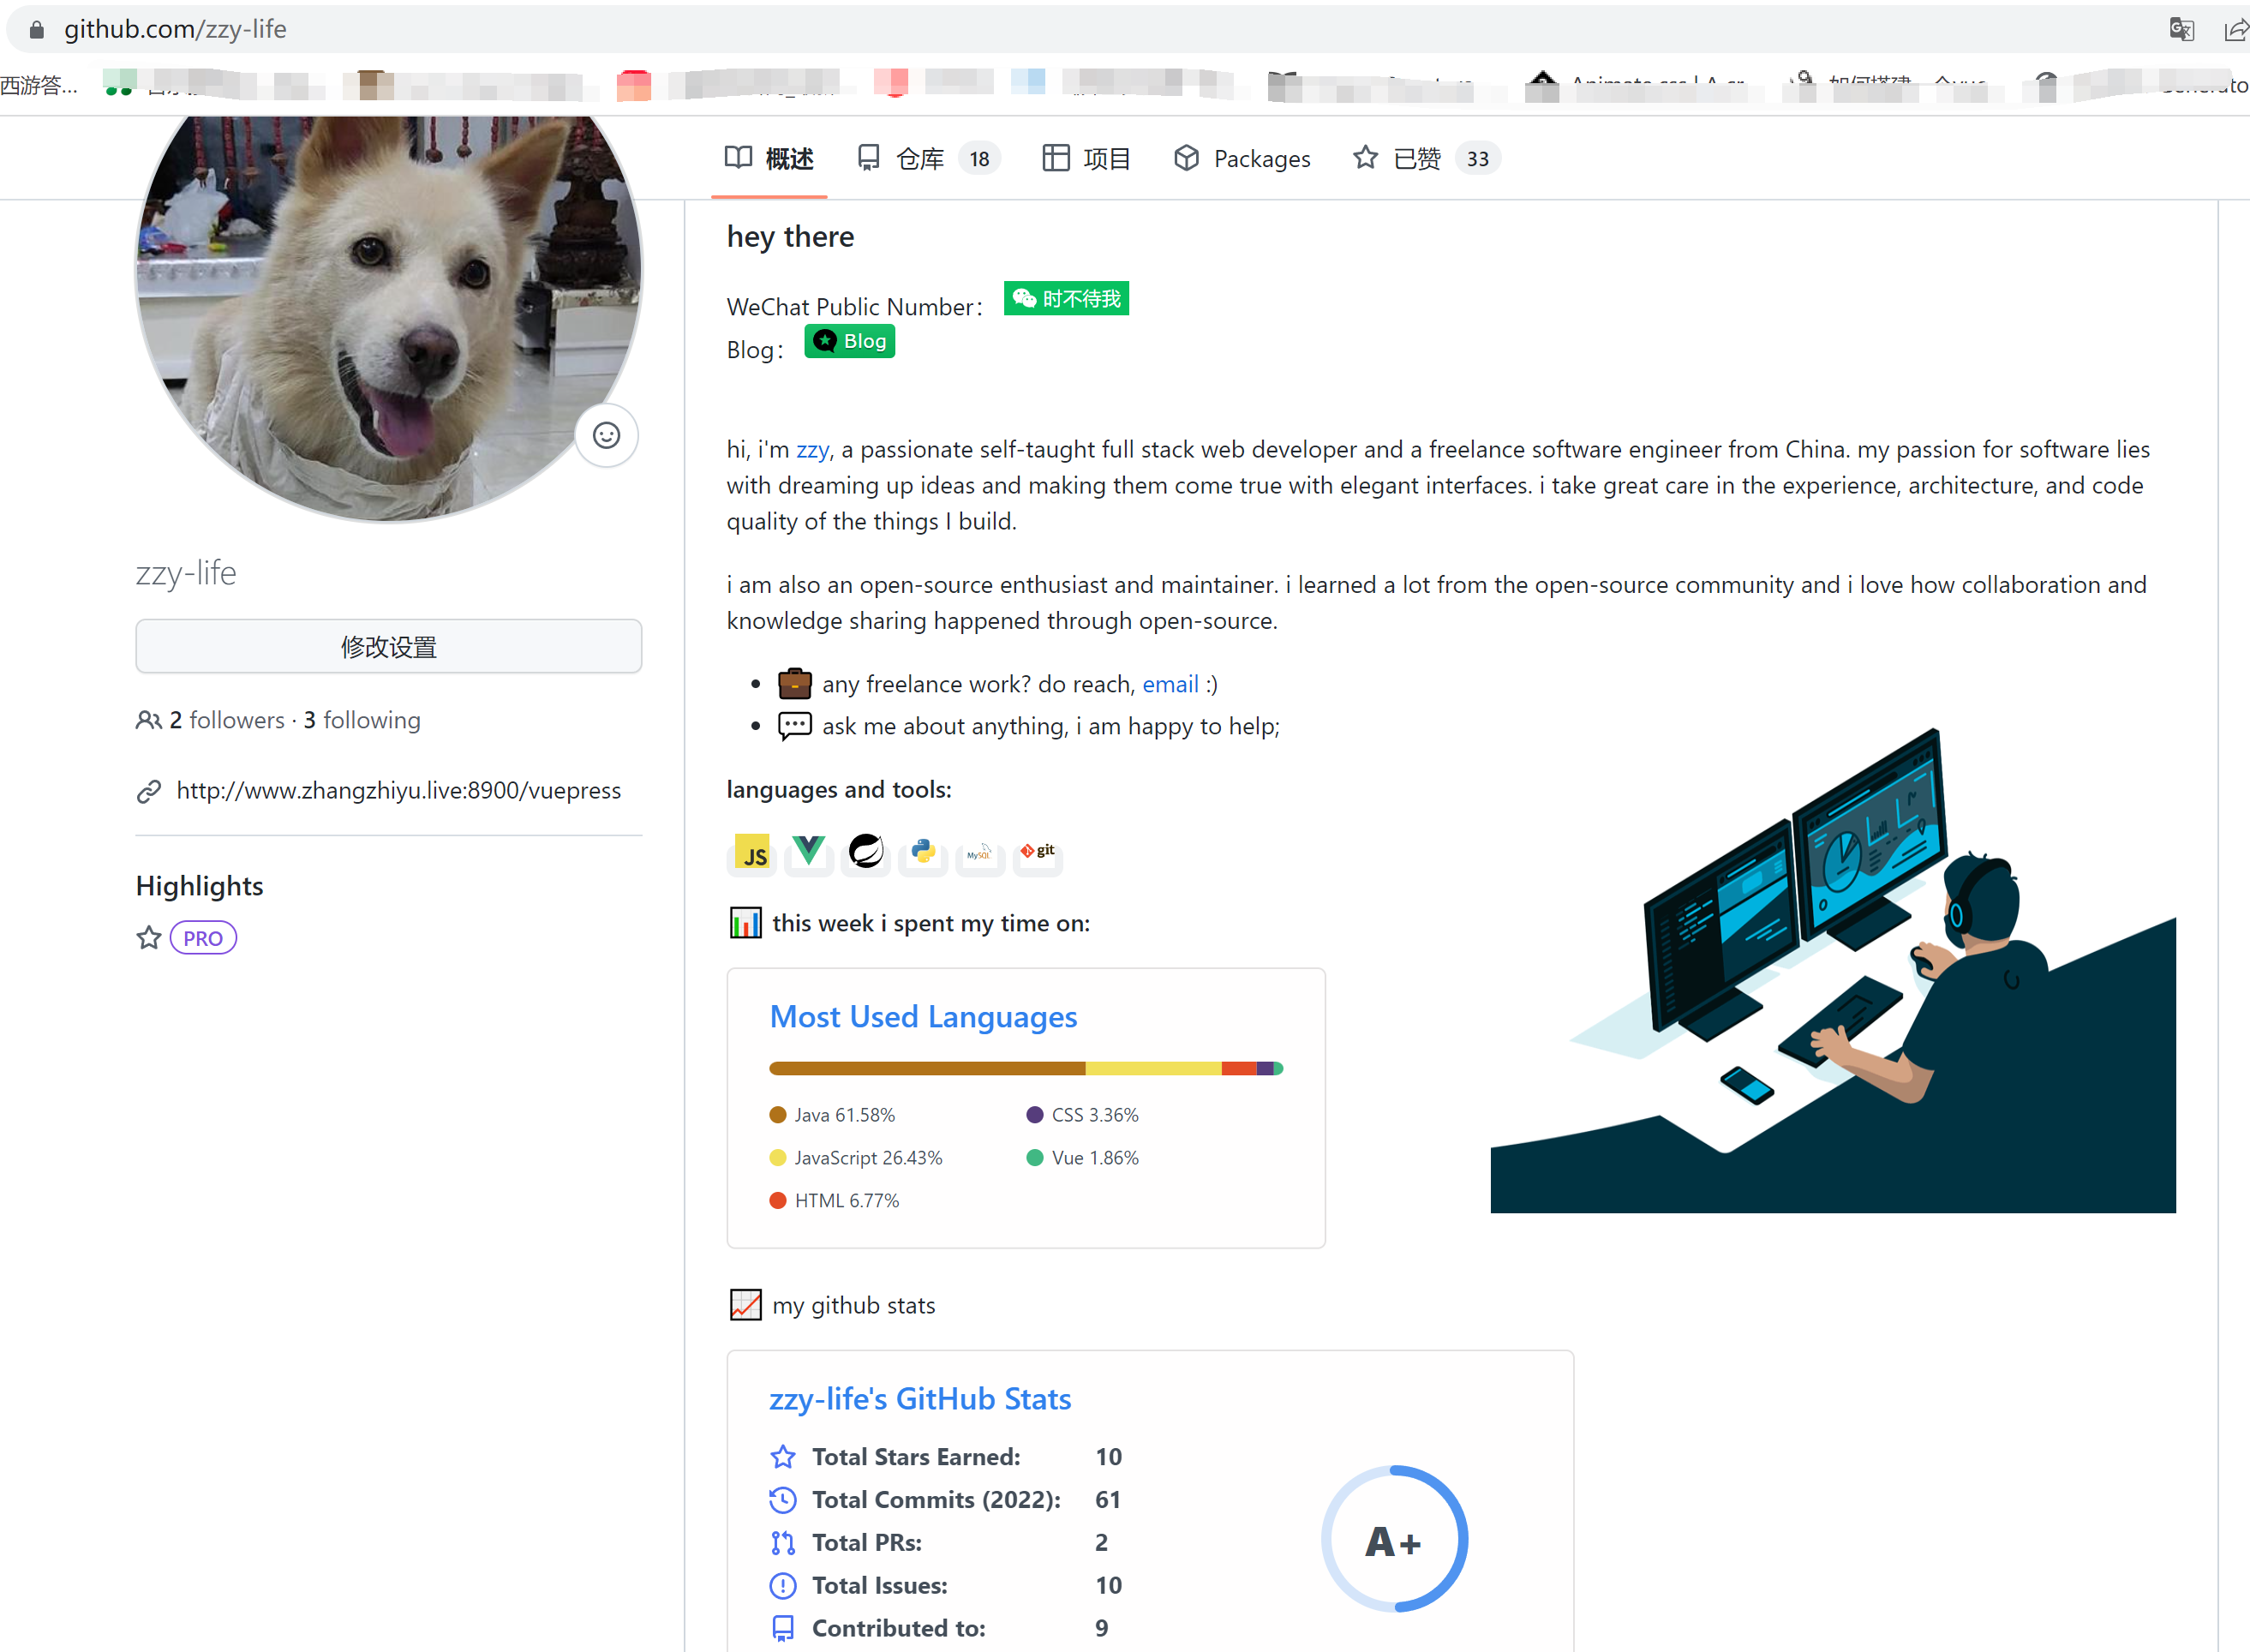 github.com/zzy-life
西游答...
概述
仓库 18
项目
Packages
已赞 33
hey there
WeChat Public Number： 时不待我
Blog： Blog
hi, i'm zzy, a passionate self-taught full stack web developer and a freelance software engineer from China. my passion for software lies
with dreaming up ideas and making them come true with elegant interfaces. i take great care in the experience, architecture, and code
quality of the things I build.
i am also an open-source enthusiast and maintainer. i learned a lot from the open-source community and i love how collaboration and
knowledge sharing happened through open-source.
any freelance work? do reach, email :)
ask me about anything, i am happy to help;
languages and tools:
JS
MySQL
git
this week i spent my time on:
Most Used Languages
Java 61.58%
CSS 3.36%
JavaScript 26.43%
Vue 1.86%
HTML 6.77%
my github stats
zzy-life's GitHub Stats
Total Stars Earned: 10
Total Commits (2022): 61
Total PRs: 2
Total Issues: 10
Contributed to: 9
A+
zzy-life
修改设置
2 followers · 3 following
http://www.zhangzhiyu.live:8900/vuepress
Highlights
PRO